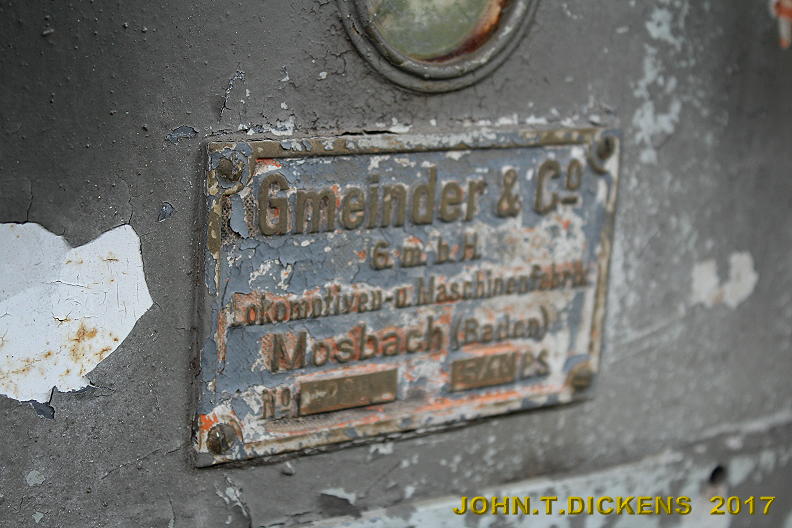 Gmeinder & Cº
G.m.b.H.
Lokomotiven-u.Maschinenfabrik
Mosbach (Baden)
Nº PS
JOHN.T.DICKENS 2017